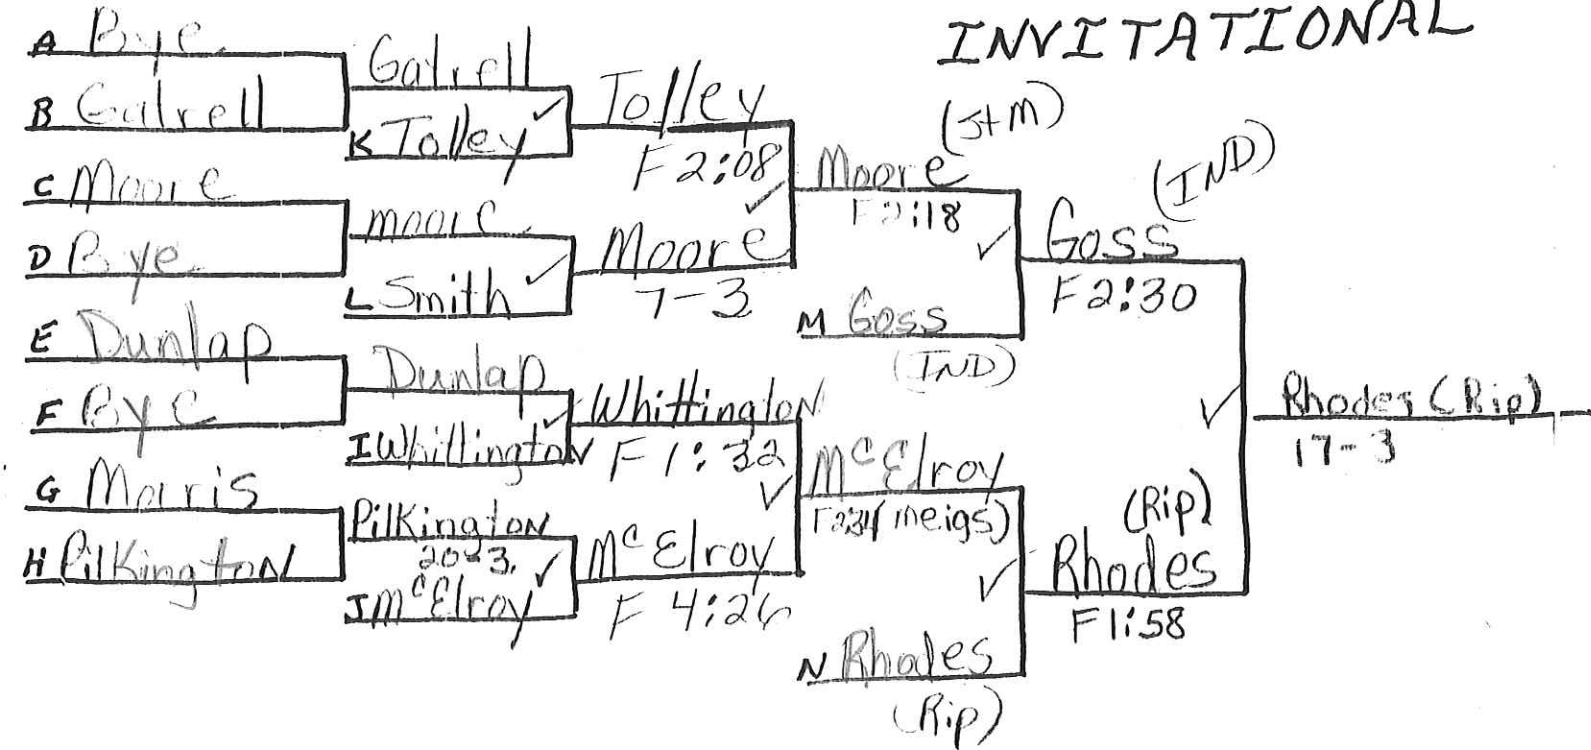 INVITATIONAL
A Bye
B Galrell
C Moore
D Bye
E Dunlap
F Bye
G Morris
H Pilkington
Galrell
K Tolley ✓
moore
L Smith ✓
Dunlap
I Whittington ✓
Pilkington
J McElroy ✓
Tolley
F 2:08 ✓
Moore
7-3
Whittington
F 1:32 ✓
McElroy
F 4:26
Moore (J+M)
F2:18 ✓
M Goss
(IND)
McElroy
(meigs)
✓
N Rhodes
(Rip)
Goss (IND)
F2:30
✓
(Rip)
Rhodes
F1:58
Rhodes (Rip)
17-3